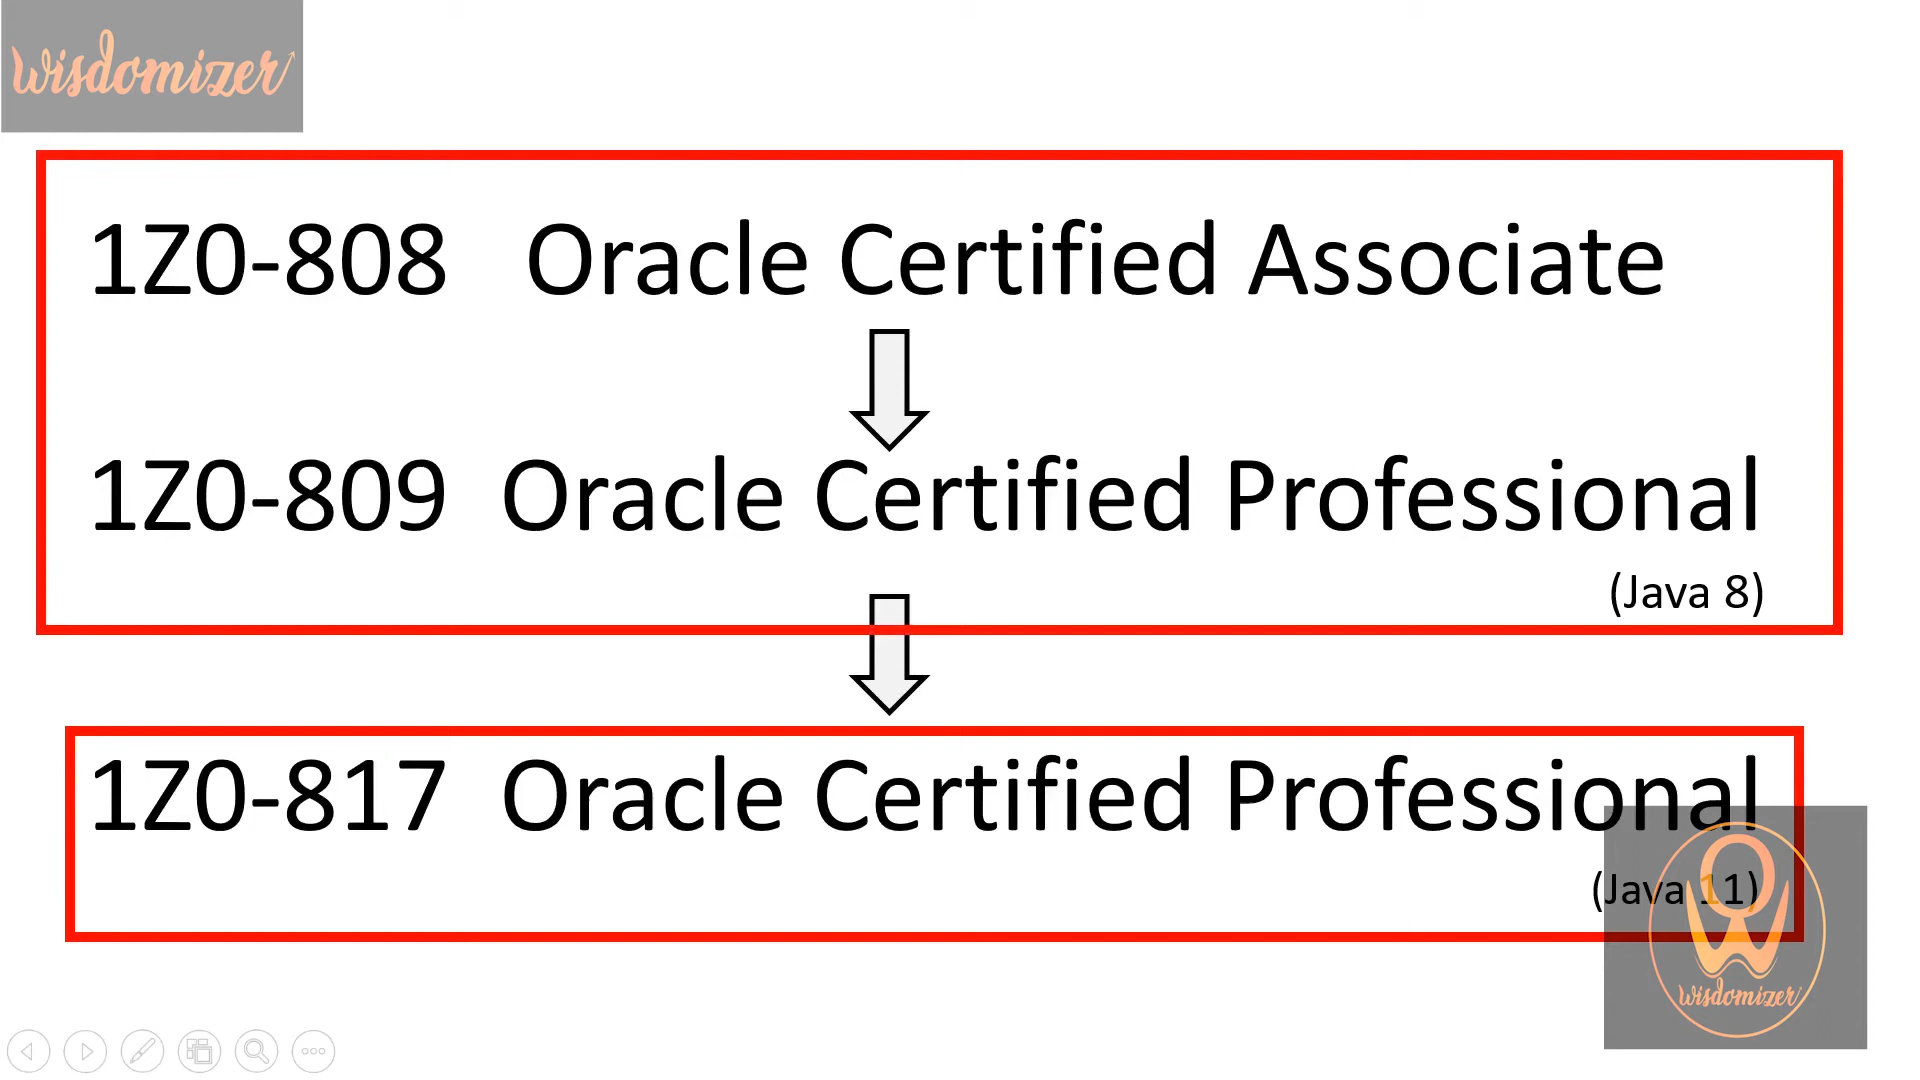 wisdomizer
1Z0-808 Oracle Certified Associate
1Z0-809 Oracle Certified Professional
(Java 8)
1Z0-817 Oracle Certified Professional
(Java 11)
wisdomizer